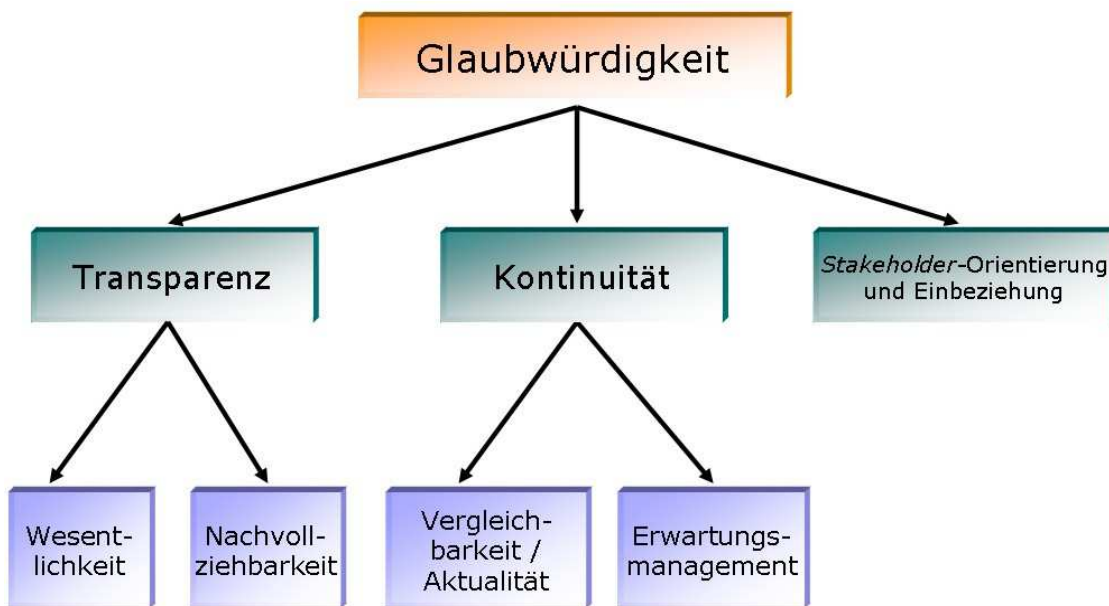 Glaubwürdigkeit
Transparenz
Kontinuität
Stakeholder-Orientierung
und Einbeziehung
Wesent-
lichkeit
Nachvoll-
ziehbarkeit
Vergleich-
barkeit /
Aktualität
Erwartungs-
management